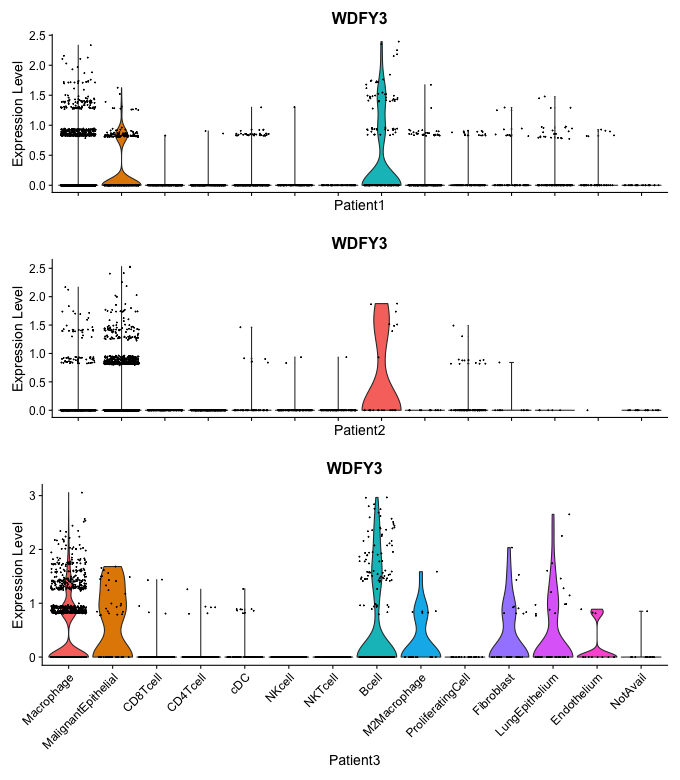 WDFY3
Expression Level
2.5
2.0
1.5
1.0
0.5
0.0
Patient1
WDFY3
Expression Level
2.5
2.0
1.5
1.0
0.5
0.0
Patient2
WDFY3
Expression Level
3
2
1
0
Macrophage
MalignantEpithelial
CD8Tcell
CD4Tcell
cDC
NKcell
NKTcell
Bcell
M2Macrophage
ProliferatingCell
Fibroblast
LungEpithelium
Endothelium
NotAvail
Patient3